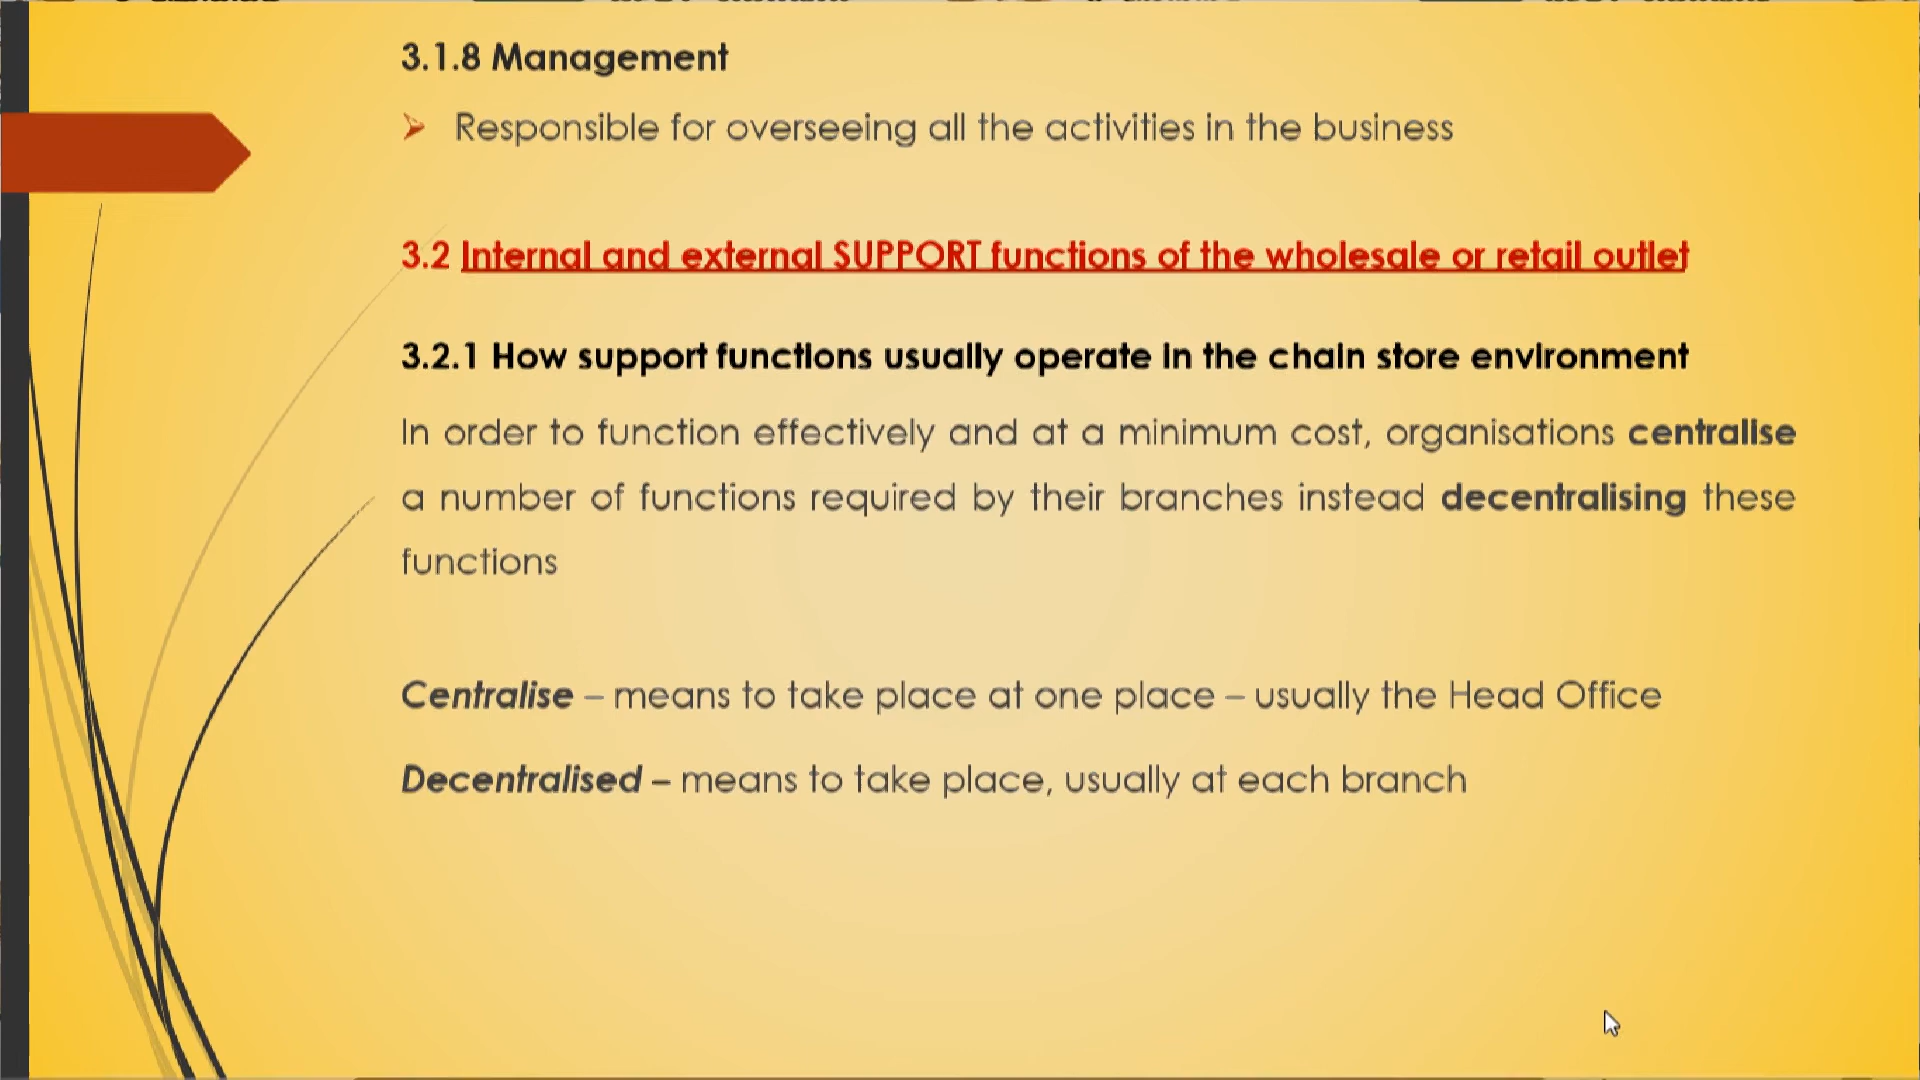 3.1.8 Management
➢ Responsible for overseeing all the activities in the business
3.2 Internal and external SUPPORT functions of the wholesale or retail outlet
3.2.1 How support functions usually operate in the chain store environment
In order to function effectively and at a minimum cost, organisations centralise
a number of functions required by their branches instead decentralising these
functions
Centralise – means to take place at one place – usually the Head Office
Decentralised – means to take place, usually at each branch